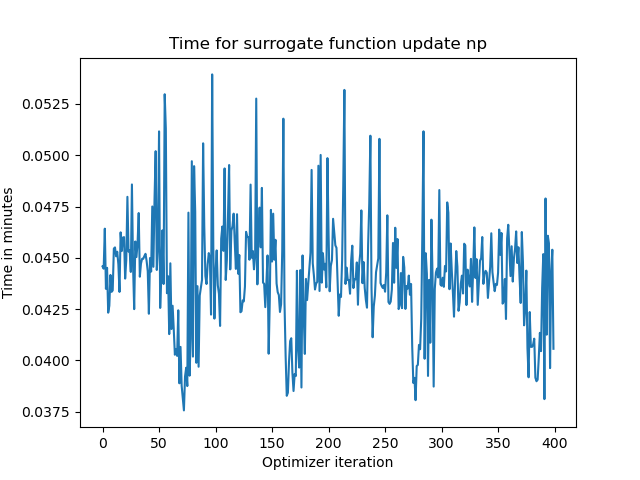 Time for surrogate function update np
Time in minutes
0.0525
0.0500
0.0475
0.0450
0.0425
0.0400
0.0375
0 50 100 150 200 250 300 350 400
Optimizer iteration